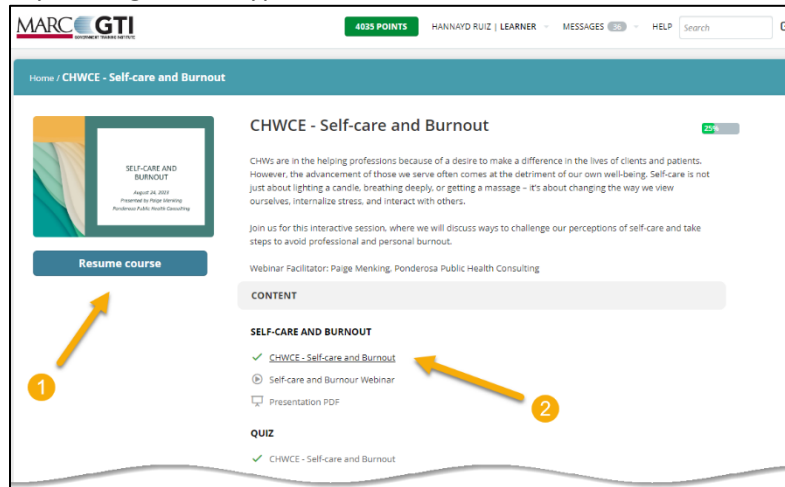 MARC GTI
GOVERNMENT TRAINING INSTITUTE
4035 POINTS
HANNAYD RUIZ | LEARNER
MESSAGES 36
HELP
Search
Home / CHWCE - Self-care and Burnout
SELF-CARE AND
BURNOUT
August 26, 2023
Presented by Paige Menking
Ponderosa Public Health Consulting
Resume course
1
CHWCE - Self-care and Burnout
25%
CHWs are in the helping professions because of a desire to make a difference in the lives of clients and patients.
However, the advancement of those we serve often comes at the detriment of our own well-being. Self-care is not
just about lighting a candle, breathing deeply, or getting a massage – it's about changing the way we view
ourselves, internalize stress, and interact with others.
Join us for this interactive session, where we will discuss ways to challenge our perceptions of self-care and take
steps to avoid professional and personal burnout.
Webinar Facilitator: Paige Menking, Ponderosa Public Health Consulting
CONTENT
SELF-CARE AND BURNOUT
CHWCE - Self-care and Burnout
Self-care and Burnour Webinar
2
Presentation PDF
QUIZ
CHWCE - Self-care and Burnout